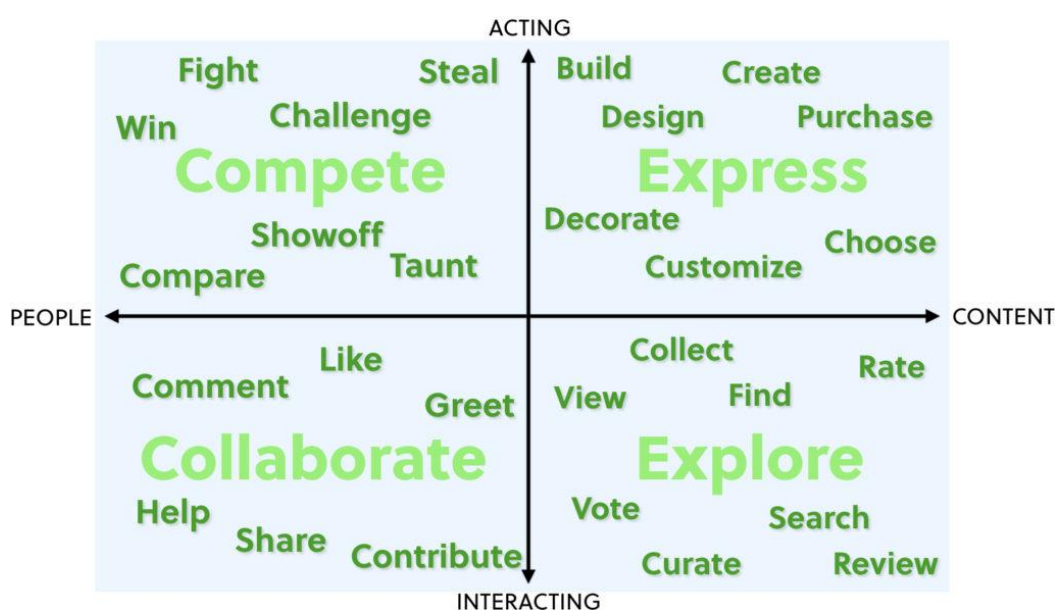 ACTING
Fight
Steal
Win
Challenge
Compete
Showoff
Compare
Taunt
Build
Create
Design
Purchase
Express
Decorate
Choose
Customize
PEOPLE
CONTENT
Like
Comment
Greet
Collaborate
Help
Share
Contribute
Collect
Rate
View
Find
Explore
Vote
Search
Curate
Review
INTERACTING